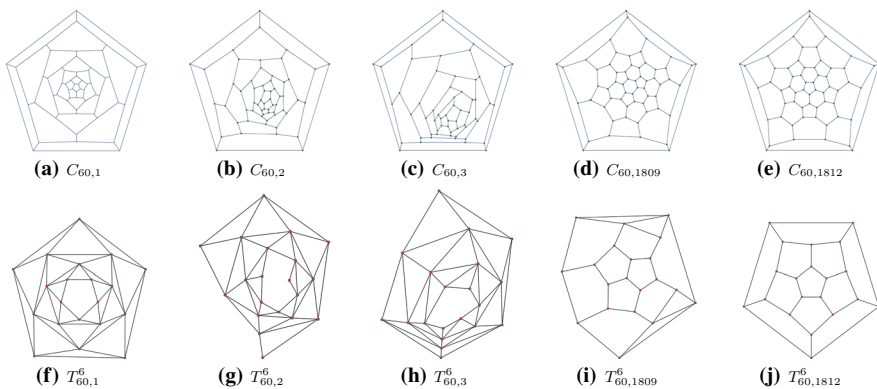 (a) C60,1 (b) C60,2 (c) C60,3 (d) C60,1809 (e) C60,1812
(f) T⁶60,1 (g) T⁶60,2 (h) T⁶60,3 (i) T⁶60,1809 (j) T⁶60,1812